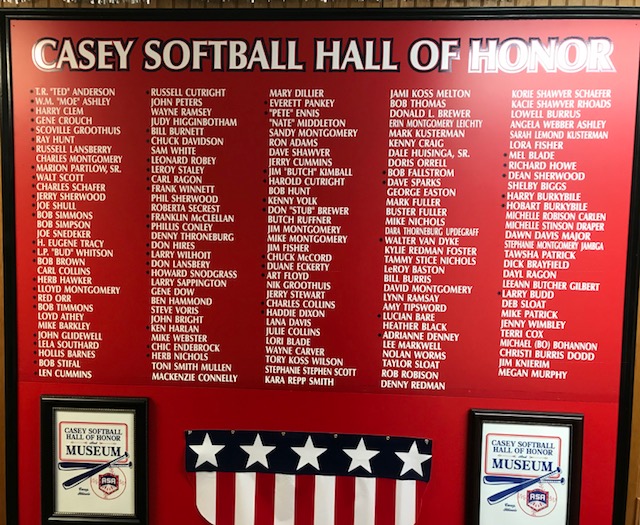 CASEY SOFTBALL HALL OF HONOR
• T.R. "TED" ANDERSON
• W.M. "MOE" ASHLEY
• HARRY CLEM
• GENE CROUCH
• SCOVILLE GROOTHUIS
• RAY HUNT
• RUSSELL LANSBERRY
CHARLES MONTGOMERY
• MARION PARTLOW, SR.
• WALT SCOTT
• CHARLES SCHAFER
• JERRY SHERWOOD
• JOE SHULL
• BOB SIMMONS
BOB SIMPSON
JOE SNEDEKER
• H. EUGENE TRACY
• L.P. "BUD" WHITSON
• BOB BROWN
CARL COLLINS
• HERB HAWKER
• LLOYD MONTGOMERY
• RED ORR
• BOB TIMMONS
LOYD ATHEY
MIKE BARKLEY
• JOHN GLIDEWELL
• LELA SOUTHARD
• HOLLIS BARNES
• BOB STIFAL
• LEN CUMMINS
• RUSSELL CUTRIGHT
JOHN PETERS
WAYNE RAMSEY
JUDY HIGGINBOTHAM
• BILL BURNETT
• CHUCK DAVIDSON
SAM WHITE
• LEONARD ROBEY
• LEROY STALEY
• CARL RAGON
• FRANK WINNETT
PHIL SHERWOOD
ROBERTA SECREST
• FRANKLIN McCLELLAN
PHILLIS CONLEY
DENNY THRONEBURG
• DON HIRES
• LARRY WILHOIT
• DON LANSBERY
• HOWARD SNODGRASS
• LARRY SAPPINGTON
GENE DOW
BEN HAMMOND
STEVE VORIS
JOHN BRIGHT
• KEN HARLAN
MIKE WEBSTER
CHIC ENDEBROCK
• HERB NICHOLS
TONI SMITH MULLEN
MACKENZIE CONNELLY
MARY DILLIER
• EVERETT PANKEY
• "PETE" ENNIS
"NATE" MIDDLETON
SANDY MONTGOMERY
RON ADAMS
DAVE SHAWVER
JERRY CUMMINS
• JIM "BUTCH" KIMBALL
• HAROLD CUTRIGHT
BOB HUNT
• KENNY VOLK
• DON "STUB" BREWER
BUTCH RUFFNER
JIM MONTGOMERY
MIKE MONTGOMERY
JIM FISHER
• CHUCK McCORD
• DUANE ECKERTY
• ART FLOYD
NIK GROOTHUIS
JERRY STEWART
• CHARLES COLLINS
• HADDIE DIXON
LANA DAVIS
JULIE COLLINS
LORI BLADE
WAYNE CARVER
TORY KOSS WILSON
STEPHANIE STEPHEN SCOTT
KARA REPP SMITH
JAMI KOSS MELTON
BOB THOMAS
DONALD L. BREWER
ERIN MONTGOMERY LEICHTY
MARK KUSTERMAN
KENNY CRAIG
DALE HUISINGA, SR.
DORIS ORRELL
• BOB FALLSTROM
• DAVE SPARKS
GEORGE EASTON
MARK FULLER
BUSTER FULLER
MIKE NICHOLS
DARA THORNEBURG UPDEGRAFF
• WALTER VAN DYKE
KYLIE REDMAN FOSTER
TAMMY STICE NICHOLS
LeROY BASTON
BILL BURRIS
DAVID MONTGOMERY
LYNN RAMSAY
AMY TIPSWORD
• LUCIAN BARE
HEATHER BLACK
• ADRIANNE DENNEY
LEE MARKWELL
NOLAN WORMS
TAYLOR SLOAT
ROB ROBISON
DENNY REDMAN
KORIE SHAWVER SCHAEFER
KACIE SHAWVER RHOADS
LOWELL BURRUS
ANGELA WEBBER ASHLEY
SARAH LEMOND KLISTERMAN
LORA FISHER
• MEL BLADE
• RICHARD HOWE
• DEAN SHERWOOD
SHELBY BIGGS
• HARRY BURKYBILE
• HOBART BURKYBILE
MICHELLE ROBISON CARLEN
MICHELLE STINSON DRAPER
DAWN DAVIS MAJOR
STEPHANIE MONTGOMERY JAMBIGA
TAWSHA PATRICK
DICK BRAYFIELD
DAYL RAGON
LEEANN BUTCHER GILBERT
• LARRY BUDD
DEB SLOAT
MIKE PATRICK
JENNY WIMBLEY
TERRI COX
MICHAEL (BO) BOHANNON
CHRISTI BURRIS DODD
JIM KNIERIM
MEGAN MURPHY
CASEY SOFTBALL
HALL OF HONOR
and
MUSEUM
Casey
Illinois
ASA
CASEY SOFTBALL
HALL OF HONOR
and
MUSEUM
Casey
Illinois
ASA